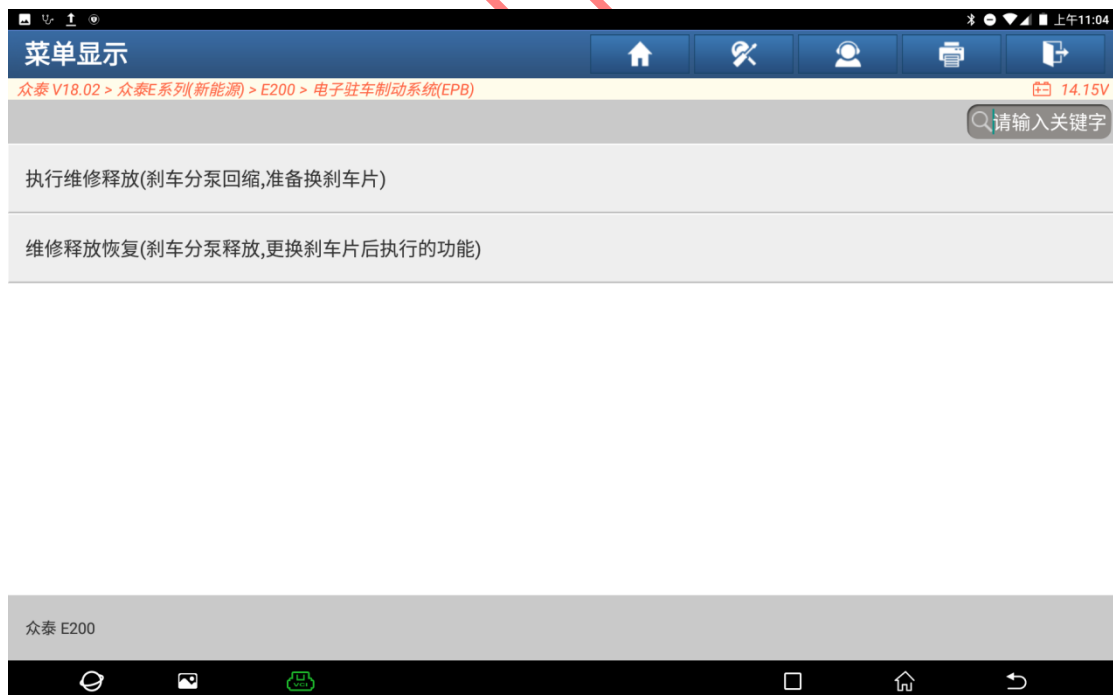 上午11:04
菜单显示
众泰 V18.02 > 众泰E系列(新能源) > E200 > 电子驻车制动系统(EPB)
14.15V
请输入关键字
执行维修释放(刹车分泵回缩,准备换刹车片)
维修释放恢复(刹车分泵释放,更换刹车片后执行的功能)
众泰 E200
VCI